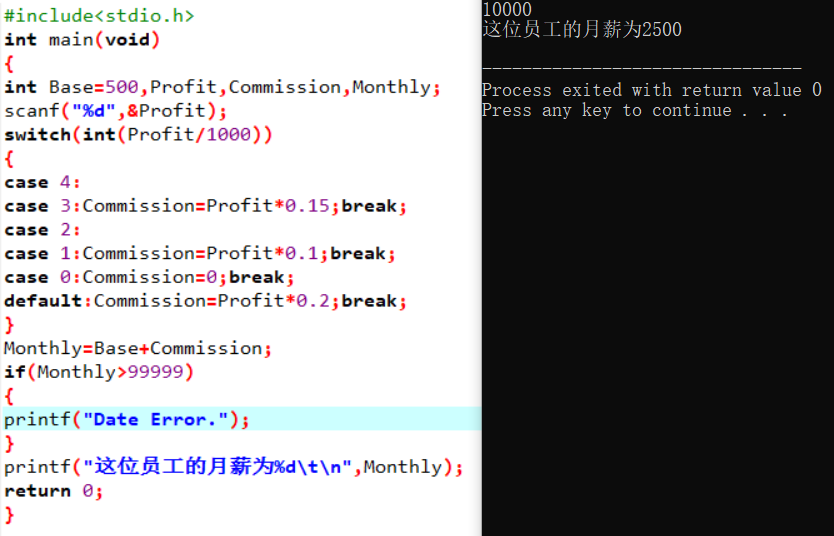 #include<stdio.h>
int main(void)
{
int Base=500,Profit,Commission,Monthly;
scanf("%d",&Profit);
switch(int(Profit/1000))
{
case 4:
case 3:Commission=Profit*0.15;break;
case 2:
case 1:Commission=Profit*0.1;break;
case 0:Commission=0;break;
default:Commission=Profit*0.2;break;
}
Monthly=Base+Commission;
if(Monthly>99999)
{
printf("Date Error.");
}
printf("这位员工的月薪为%d\t\n",Monthly);
return 0;
}
10000
这位员工的月薪为2500
--------------------------------
Process exited with return value 0
Press any key to continue . . .